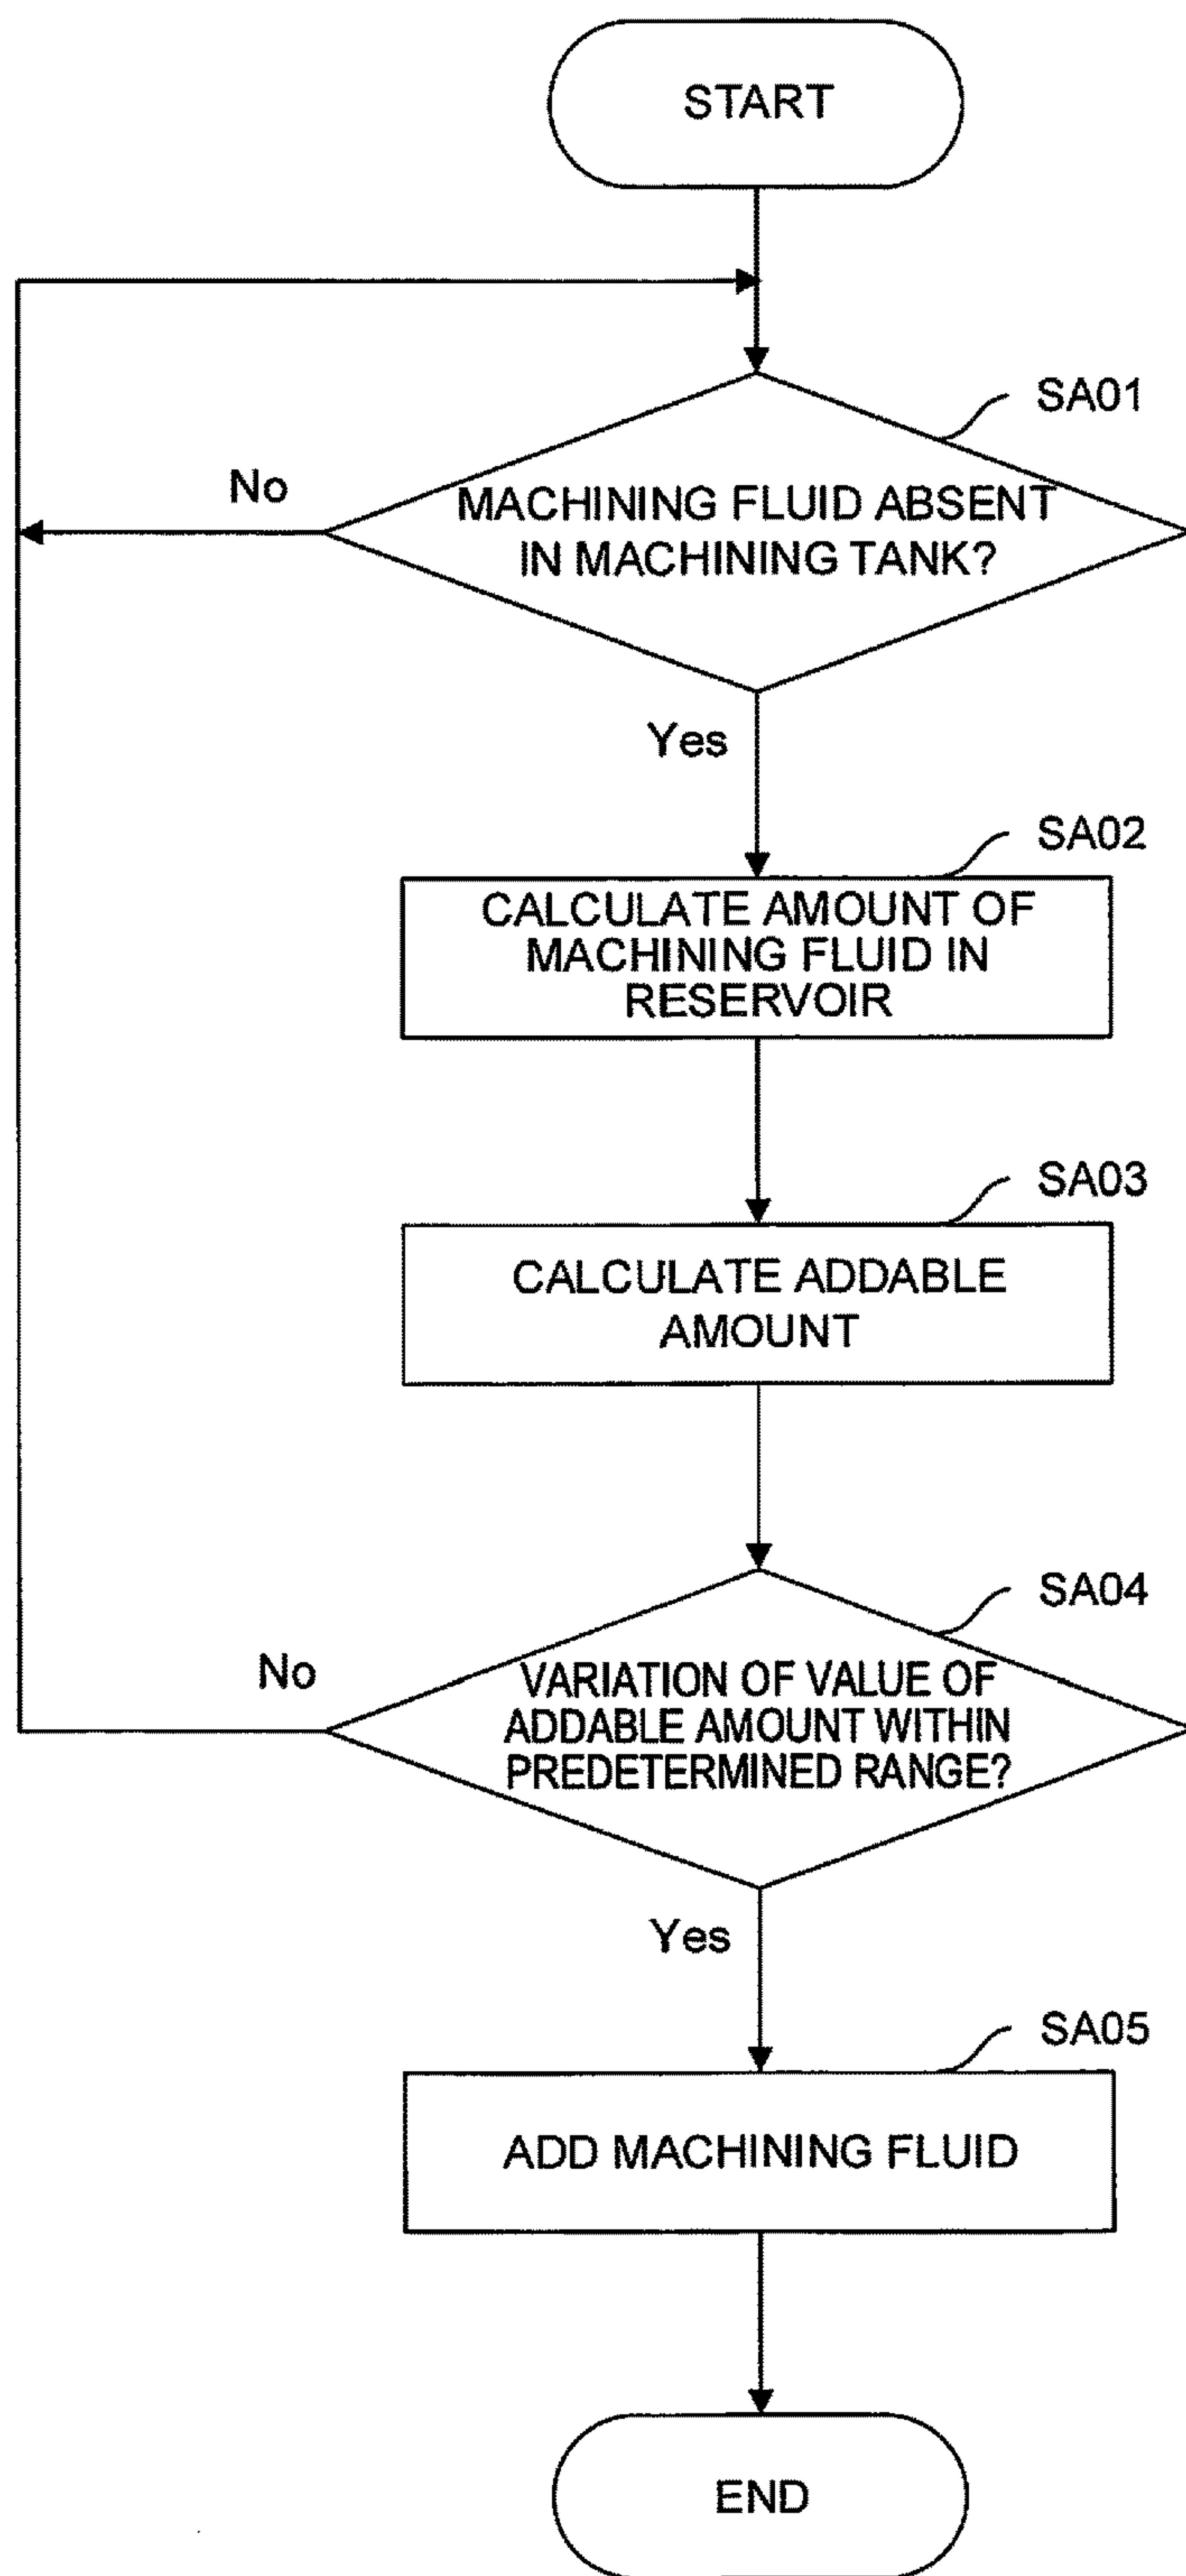 START
SA01
No
MACHINING FLUID ABSENT
IN MACHINING TANK?
Yes
SA02
CALCULATE AMOUNT OF
MACHINING FLUID IN
RESERVOIR
SA03
CALCULATE ADDABLE
AMOUNT
SA04
No
VARIATION OF VALUE OF
ADDABLE AMOUNT WITHIN
PREDETERMINED RANGE?
Yes
SA05
ADD MACHINING FLUID
END